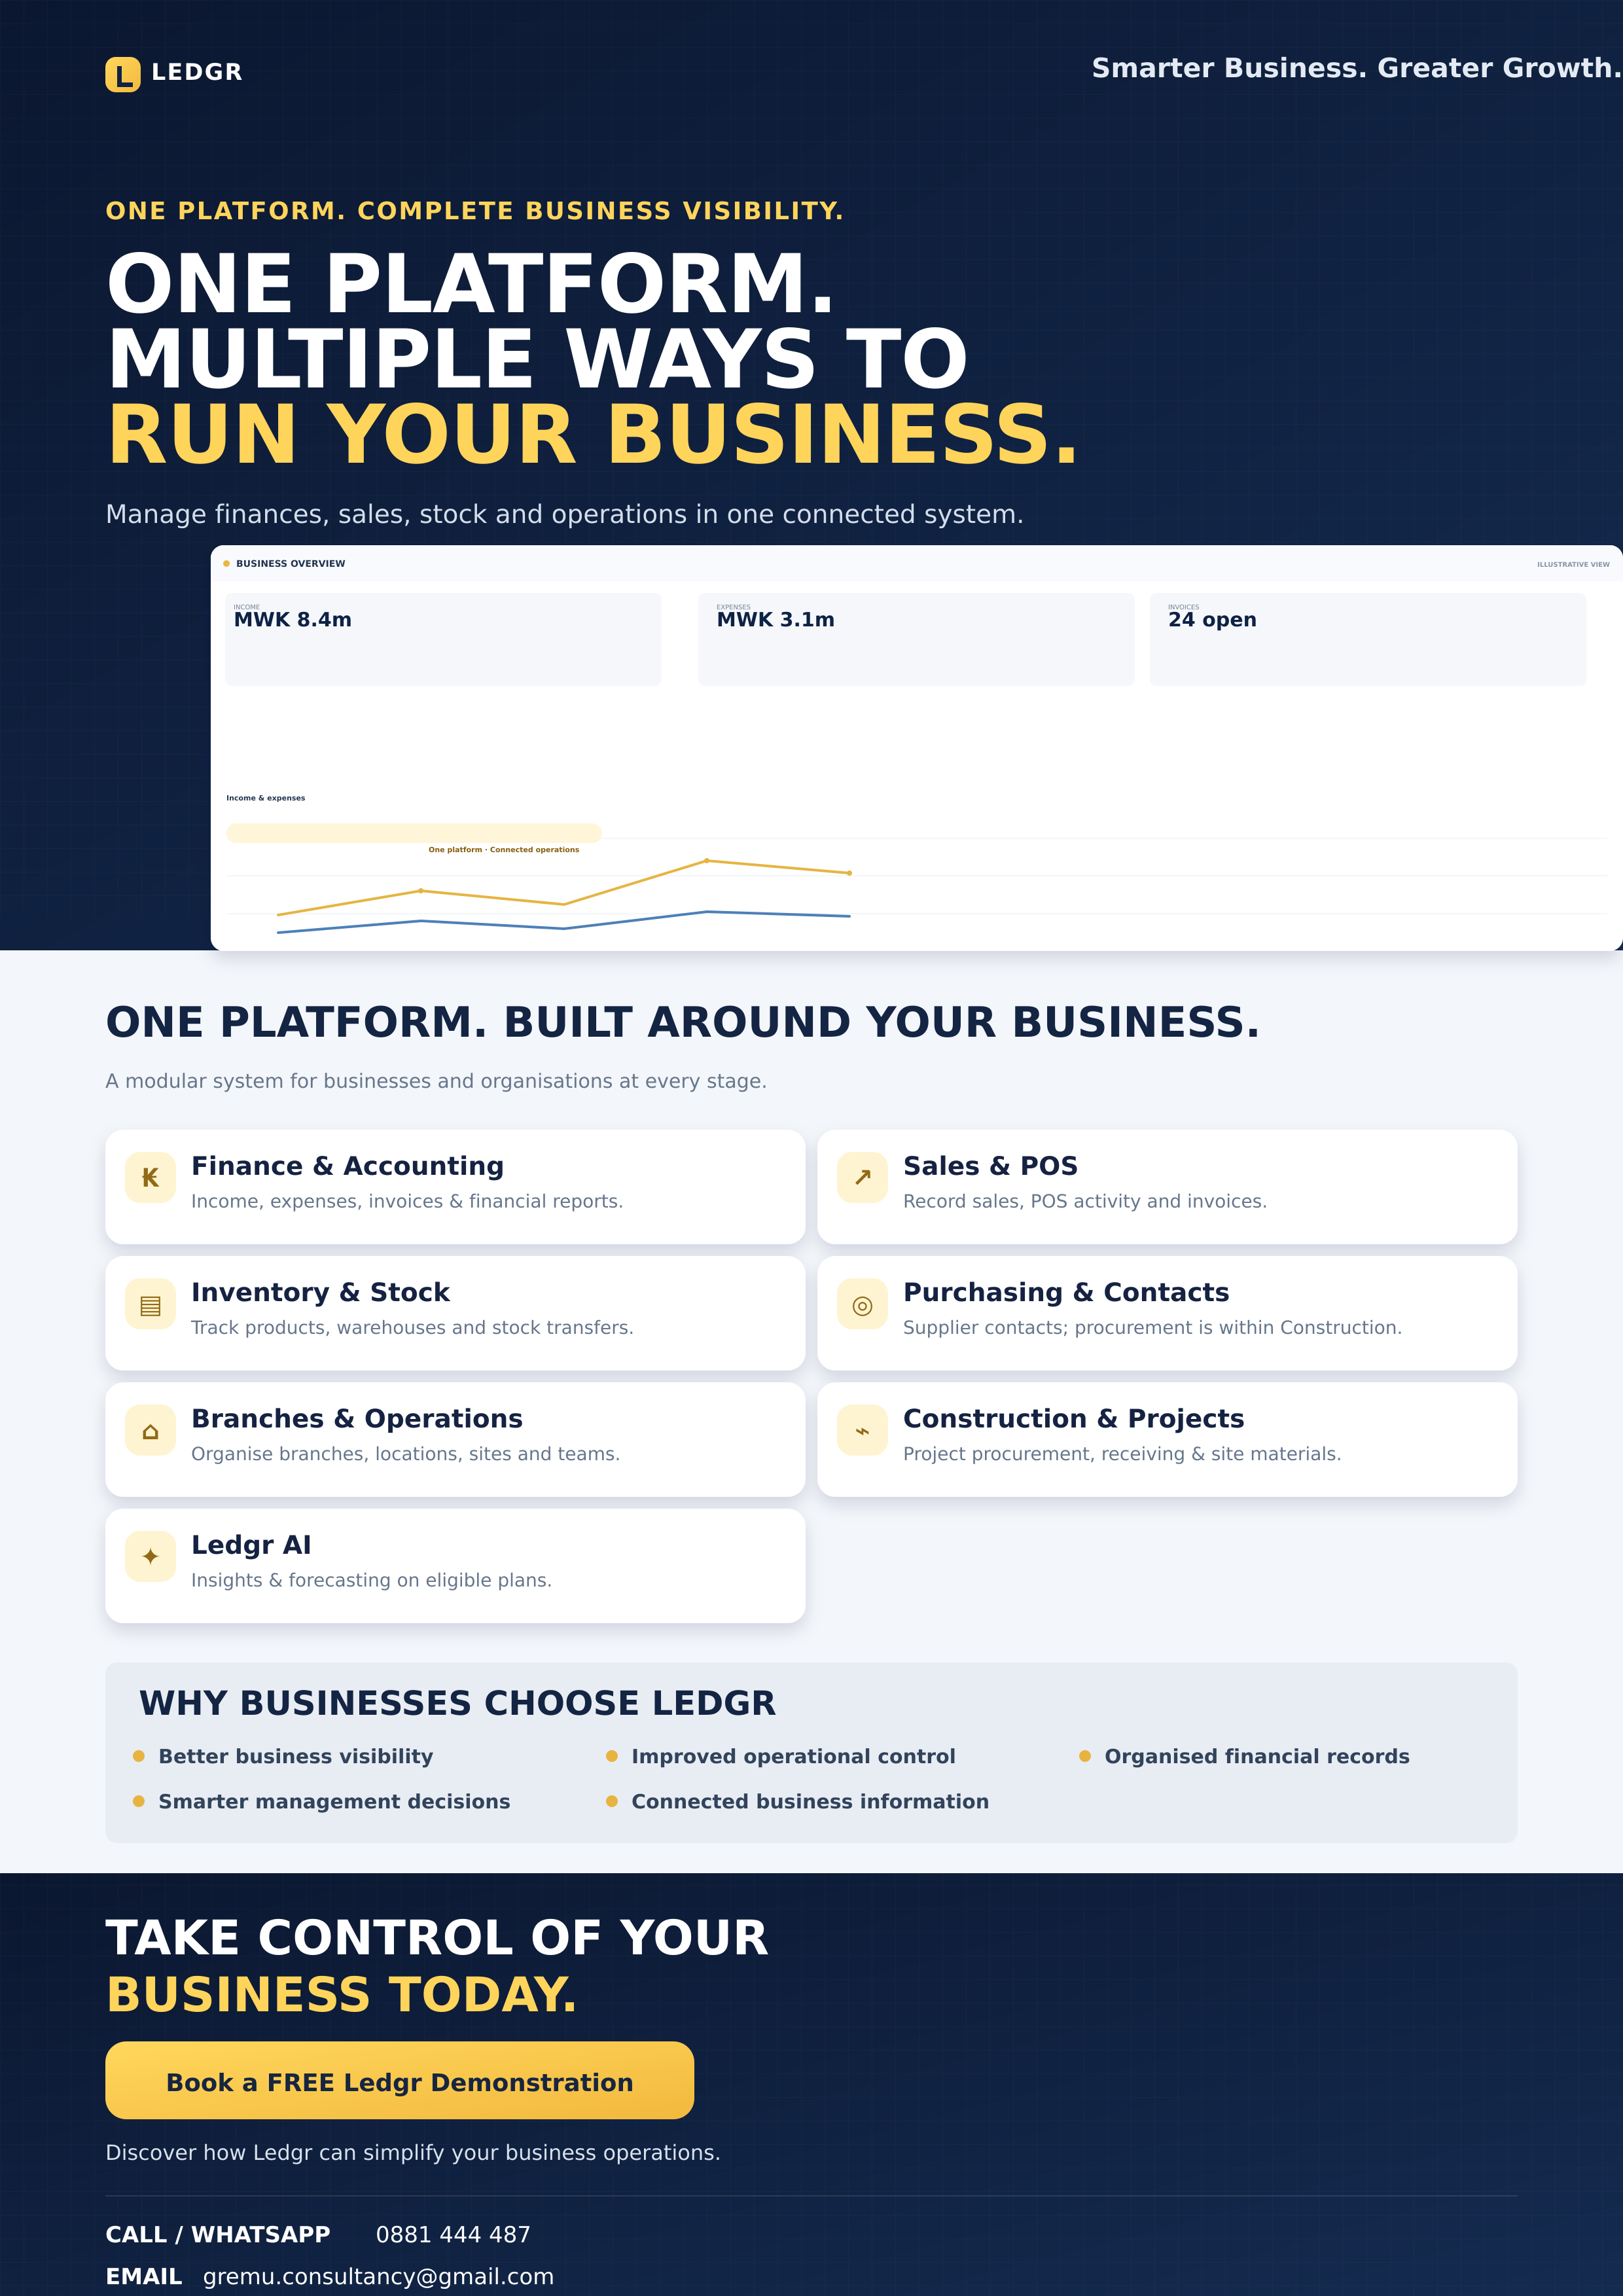 L LEDGR
Smarter Business. Greater Growth.
ONE PLATFORM. COMPLETE BUSINESS VISIBILITY.
ONE PLATFORM.
MULTIPLE WAYS TO
RUN YOUR BUSINESS.
Manage finances, sales, stock and operations in one connected system.
BUSINESS OVERVIEW
ILLUSTRATIVE VIEW
INCOME
MWK 8.4m
EXPENSES
MWK 3.1m
INVOICES
24 open
Income & expenses
One platform · Connected operations
ONE PLATFORM. BUILT AROUND YOUR BUSINESS.
A modular system for businesses and organisations at every stage.
₭ Finance & Accounting
Income, expenses, invoices & financial reports.
↗ Sales & POS
Record sales, POS activity and invoices.
▤ Inventory & Stock
Track products, warehouses and stock transfers.
◎ Purchasing & Contacts
Supplier contacts; procurement is within Construction.
⌂ Branches & Operations
Organise branches, locations, sites and teams.
⌁ Construction & Projects
Project procurement, receiving & site materials.
✦ Ledgr AI
Insights & forecasting on eligible plans.
WHY BUSINESSES CHOOSE LEDGR
Better business visibility
Improved operational control
Organised financial records
Smarter management decisions
Connected business information
TAKE CONTROL OF YOUR
BUSINESS TODAY.
Book a FREE Ledgr Demonstration
Discover how Ledgr can simplify your business operations.
CALL / WHATSAPP 0881 444 487
EMAIL gremu.consultancy@gmail.com